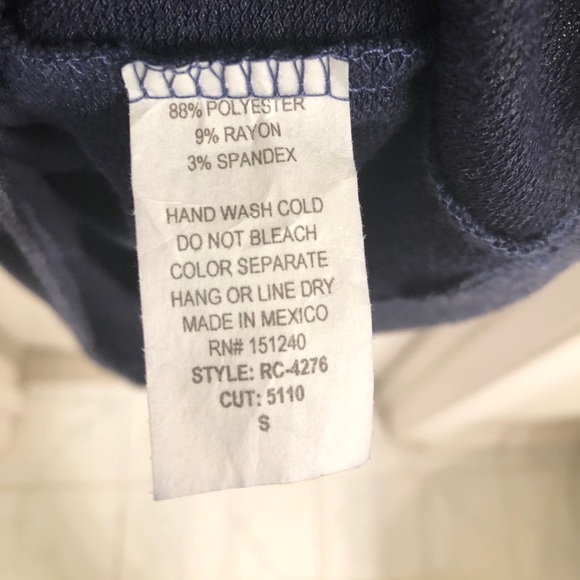 88% POLYESTER
9% RAYON
3% SPANDEX
HAND WASH COLD
DO NOT BLEACH
COLOR SEPARATE
HANG OR LINE DRY
MADE IN MEXICO
RN# 151240
STYLE: RC-4276
CUT: 5110
S